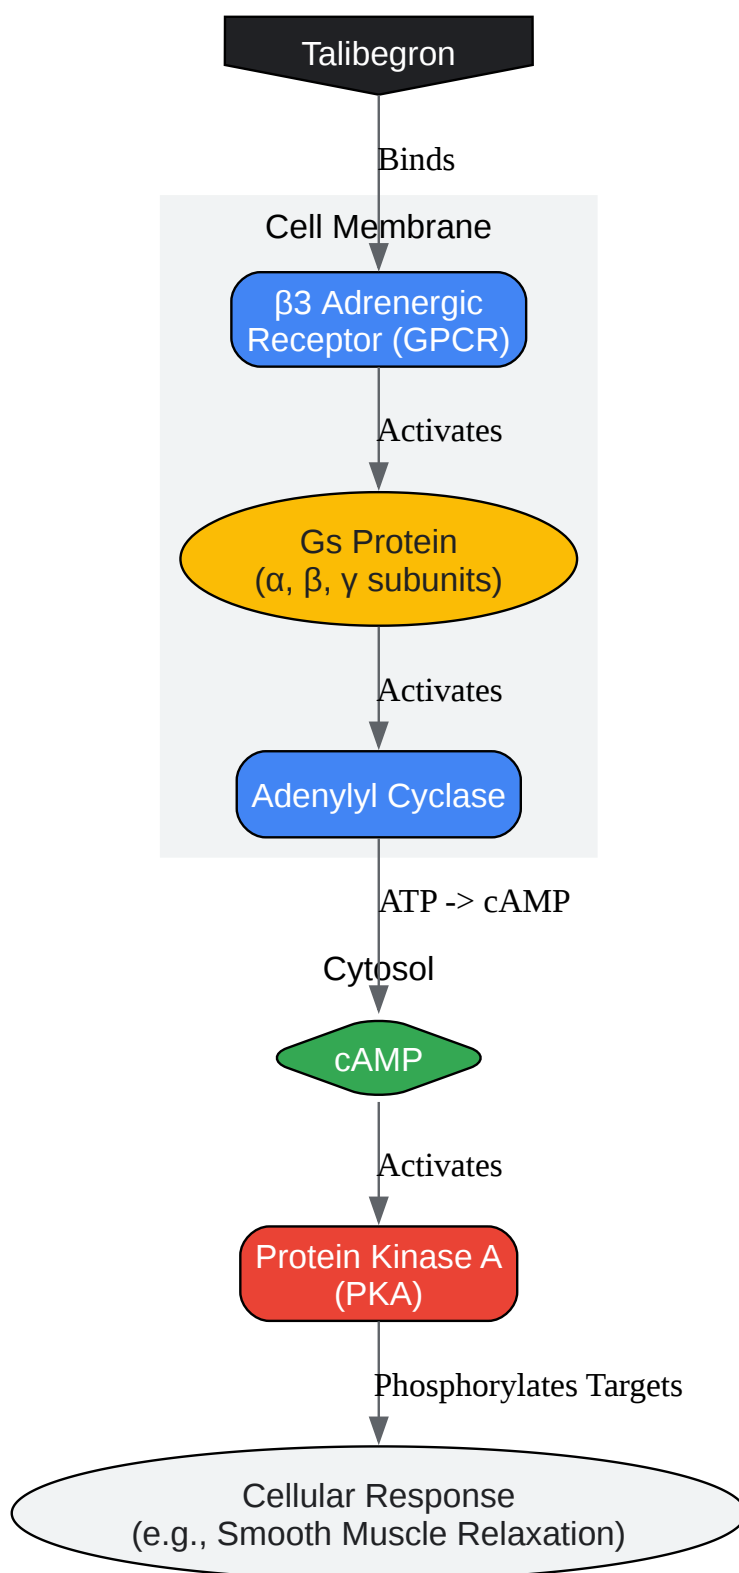 Talibegron
Binds
Cell Membrane
β3 Adrenergic
Receptor (GPCR)
Activates
Gs Protein
(α, β, γ subunits)
Activates
Adenylyl Cyclase
ATP -> cAMP
Cytosol
cAMP
Activates
Protein Kinase A
(PKA)
Phosphorylates Targets
Cellular Response
(e.g., Smooth Muscle Relaxation)